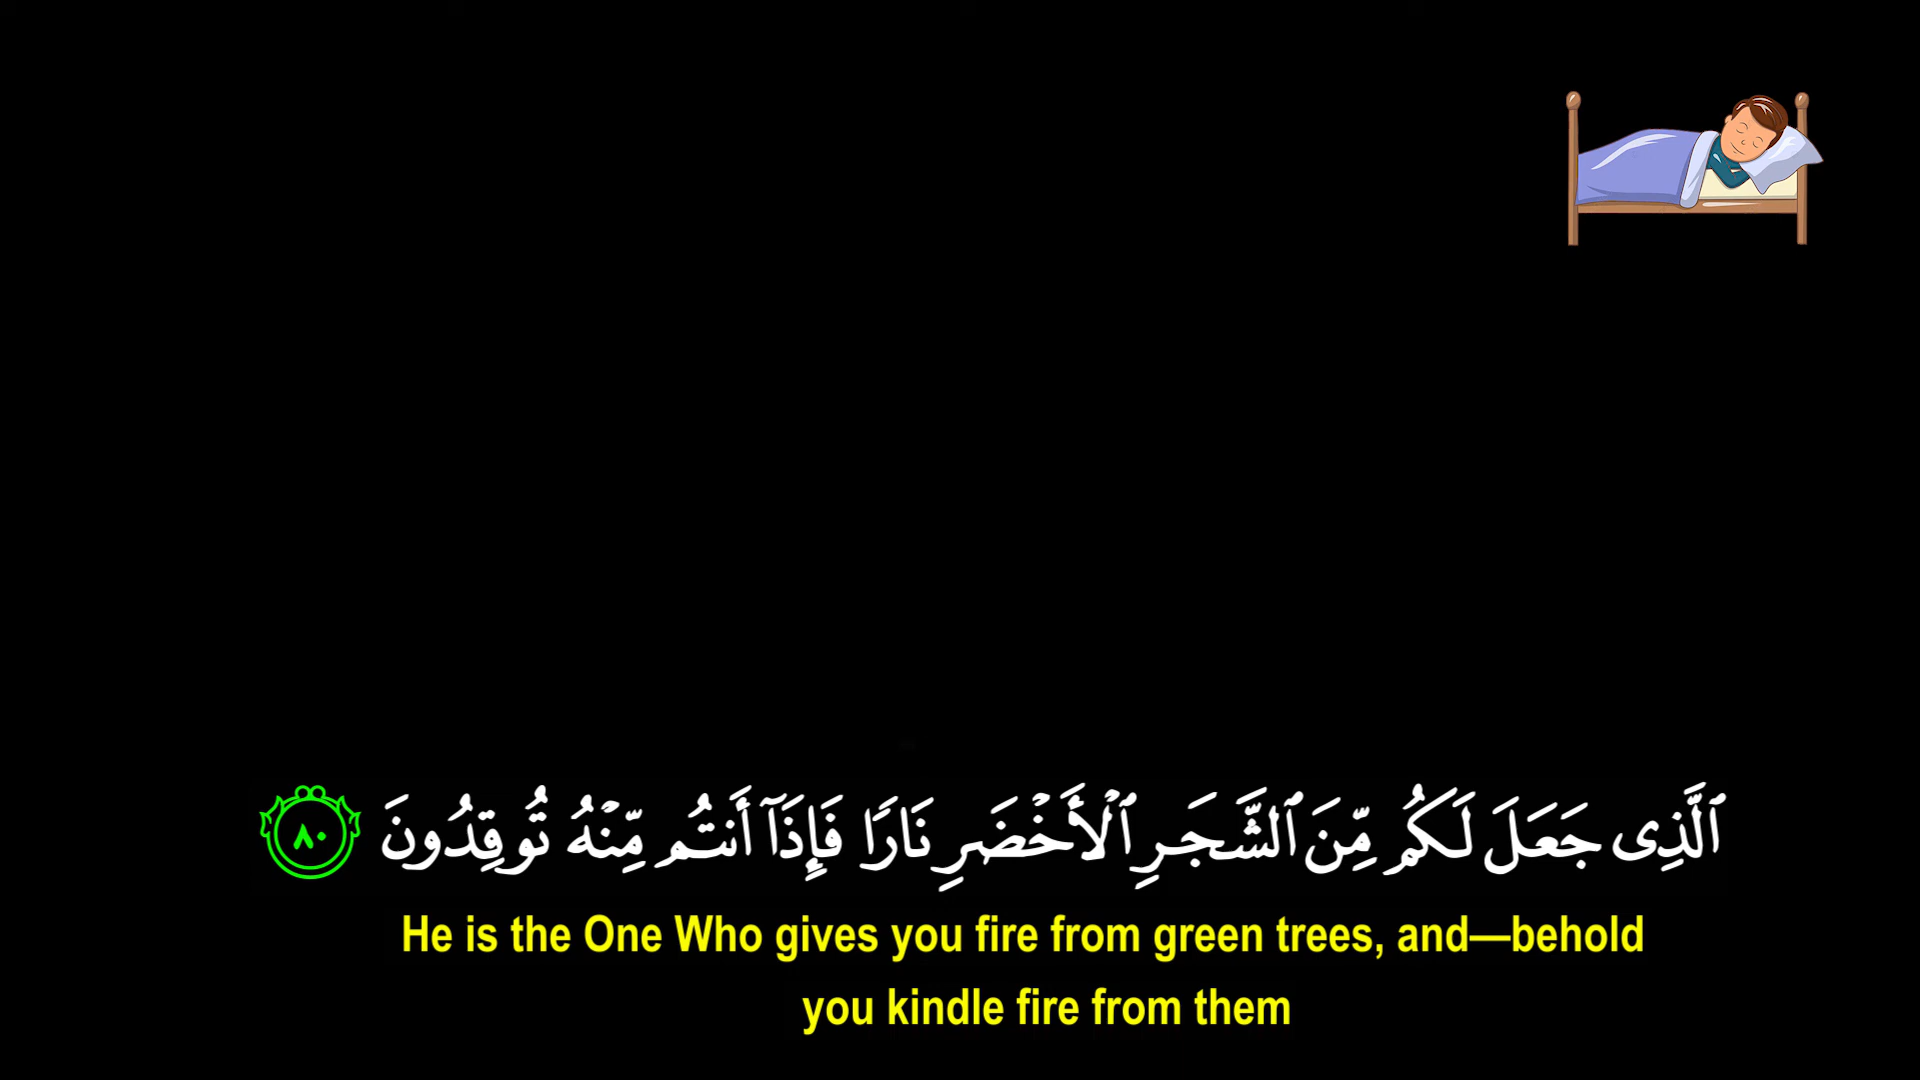 ٱلَّذِى جَعَلَ لَكُم مِّنَ ٱلشَّجَرِ ٱلْأَخْضَرِ نَارًا فَإِذَآ أَنتُم مِّنْهُ تُوقِدُونَ ٨٠
He is the One Who gives you fire from green trees, and—behold
you kindle fire from them